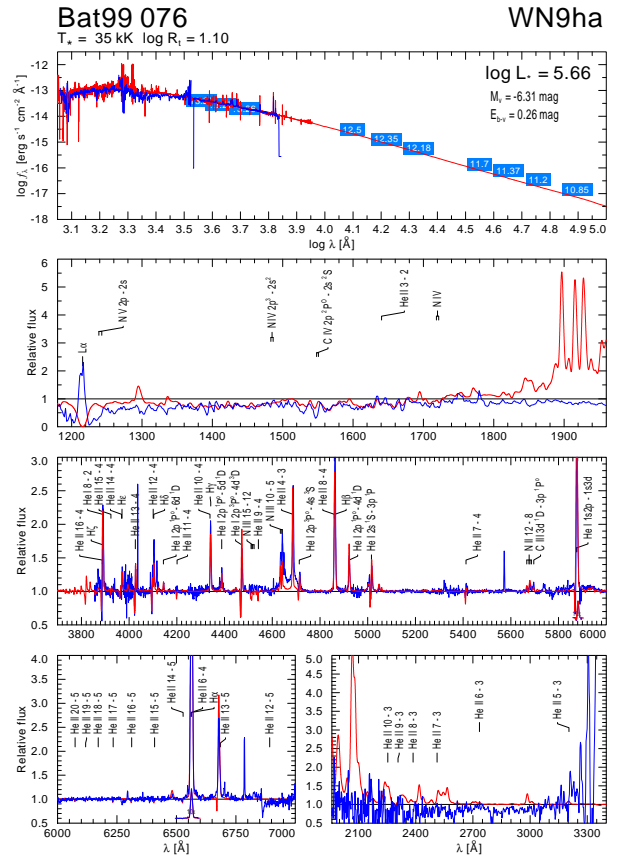 Bat99 076
WN9ha
T* = 35 kK log Rt = 1.10
log L* = 5.66
Mv = -6.31 mag
Eb-v = 0.26 mag
log fλ [erg s-1 cm-2 Å-1]
-12
-13
-14
-15
-16
-17
-18
12.5
12.35
12.18
11.7
11.37
11.2
10.85
3.1 3.2 3.3 3.4 3.5 3.6 3.7 3.8 3.9 4.0 4.1 4.2 4.3 4.4 4.5 4.6 4.7 4.8 4.9 5.0
log λ [Å]
Relative flux
6
5
4
3
2
1
0
Lα
N V 2p - 2s
N IV 2p3 - 2s2
C IV 2p 2P0 - 2s 2S
He II 3 - 2
N IV
1200 1300 1400 1500 1600 1700 1800 1900
Relative flux
3.0
2.5
2.0
1.5
1.0
0.5
He II 16 - 4
Hζ
He I 8 - 2
He II 15 - 4
He II 14 - 4
Hε
He II 13 - 4
He II 12 - 4
Hδ
He I 2p 1P0 - 6d 1D
He II 11 - 4
He II 10 - 4
Hγ
He I 2p 1P0 - 5d 1D
He I 2p 3P0 - 4d 3D
N III 15 - 12
He II 9 - 4
N III 10 - 5
He II 4 - 3
He I 2p 3P0 - 4s 3S
He II 8 - 4
Hβ
He I 2p 1P0 - 4d 1D
He I 2s 1S - 3p 1P
He II 7 - 4
N II 12 - 8
C III 3d 1D - 3p 1P0
He I 1s2p - 1s3d
3800 4000 4200 4400 4600 4800 5000 5200 5400 5600 5800 6000
Relative flux
4.0
3.5
3.0
2.5
2.0
1.5
1.0
0.5
He II 20 - 5
He II 19 - 5
He II 18 - 5
He II 17 - 5
He II 16 - 5
He II 15 - 5
He II 14 - 5
He II 6 - 4
Hα
He II 13 - 5
He II 12 - 5
6000 6250 6500 6750 7000
λ [Å]
5.0
4.5
4.0
3.5
3.0
2.5
2.0
1.5
1.0
0.5
He II 10 - 3
He II 9 - 3
He II 8 - 3
He II 7 - 3
He II 6 - 3
He II 5 - 3
2100 2400 2700 3000 3300
λ [Å]